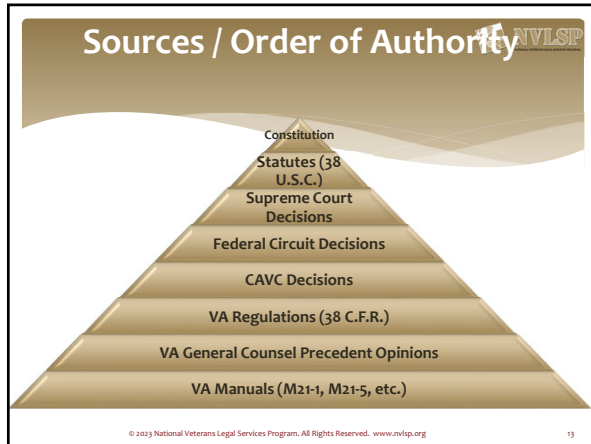 Sources / Order of Authority
NVLSP
Constitution
Statutes (38
U.S.C.)
Supreme Court
Decisions
Federal Circuit Decisions
CAVC Decisions
VA Regulations (38 C.F.R.)
VA General Counsel Precedent Opinions
VA Manuals (M21-1, M21-5, etc.)
© 2023 National Veterans Legal Services Program. All Rights Reserved. www.nvlsp.org
13